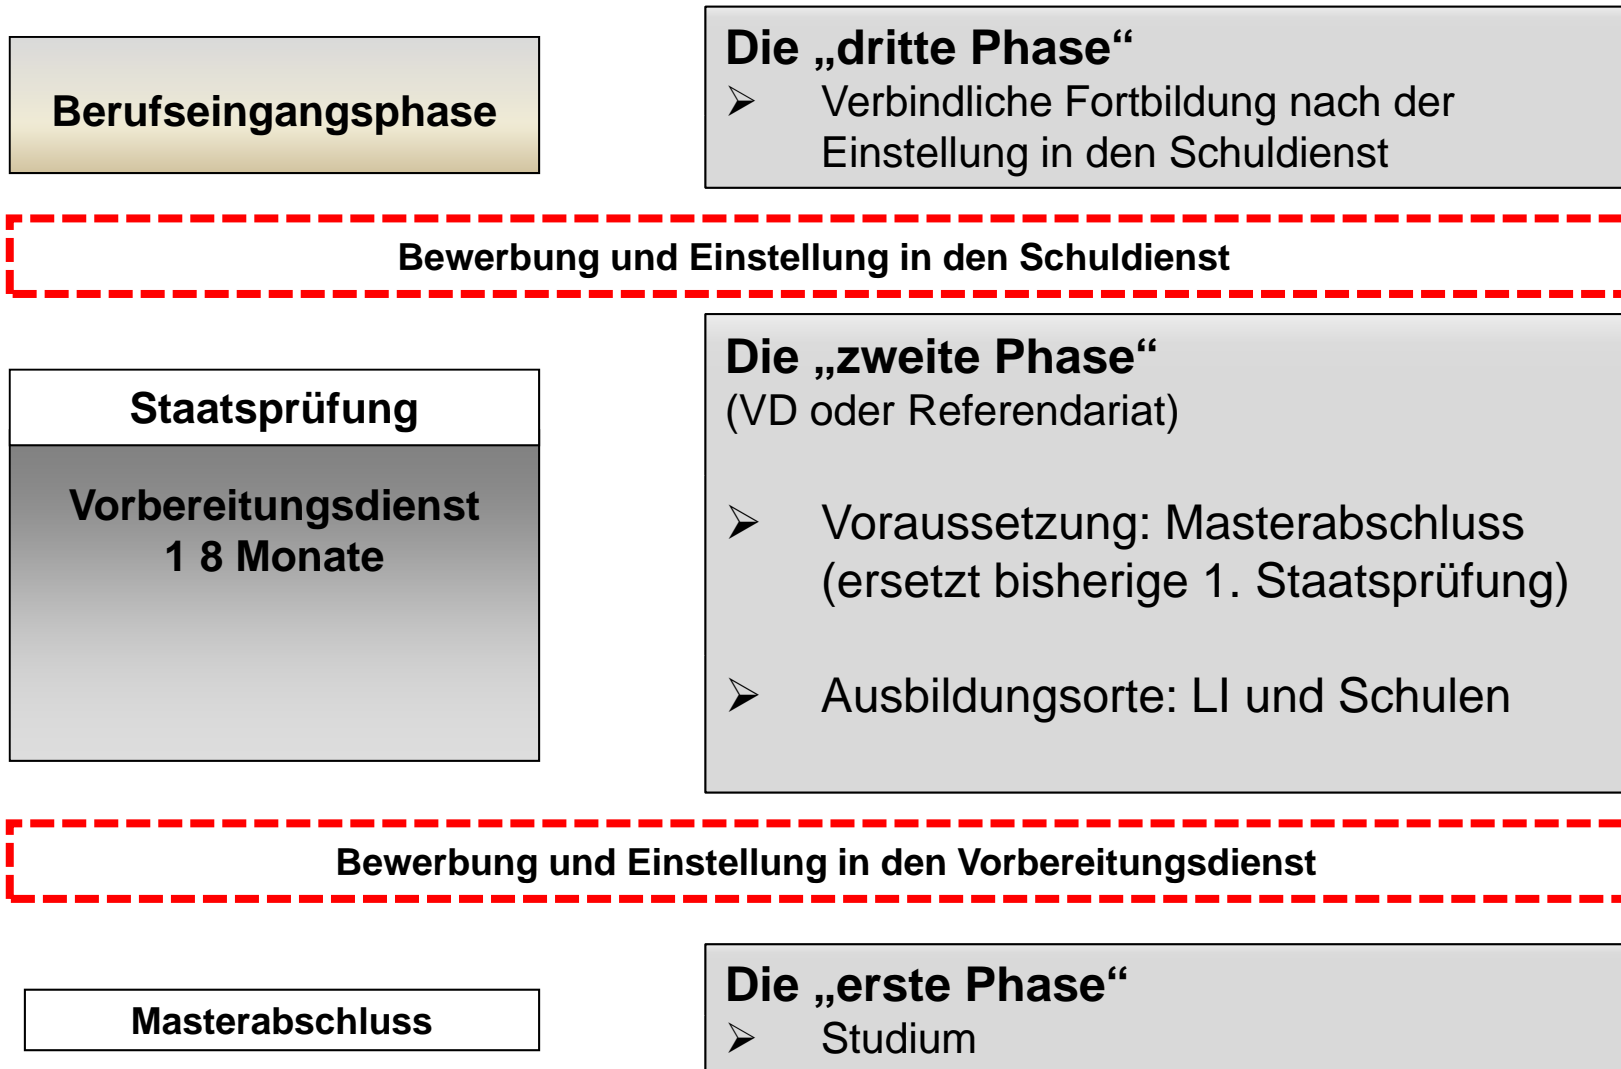 Berufseingangsphase
Die „dritte Phase“
➢ Verbindliche Fortbildung nach der
Einstellung in den Schuldienst
Bewerbung und Einstellung in den Schuldienst
Staatsprüfung
Vorbereitungsdienst
1 8 Monate
Die „zweite Phase“
(VD oder Referendariat)
➢ Voraussetzung: Masterabschluss
(ersetzt bisherige 1. Staatsprüfung)
➢ Ausbildungsorte: LI und Schulen
Bewerbung und Einstellung in den Vorbereitungsdienst
Masterabschluss
Die „erste Phase“
➢ Studium